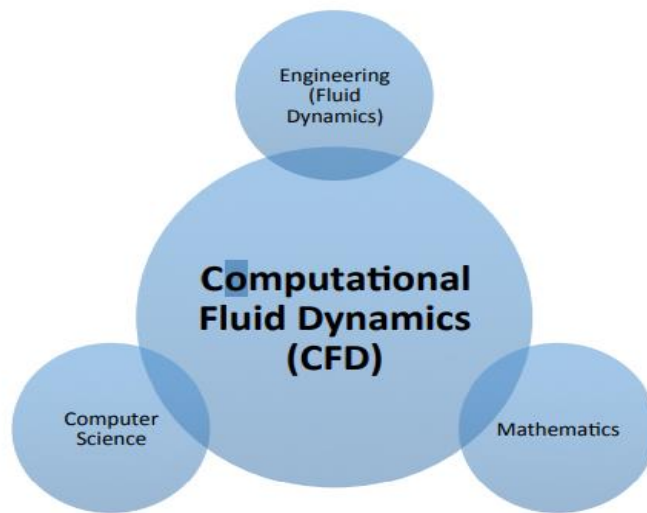 Engineering
(Fluid
Dynamics)
Computational
Fluid Dynamics
(CFD)
Computer
Science
Mathematics